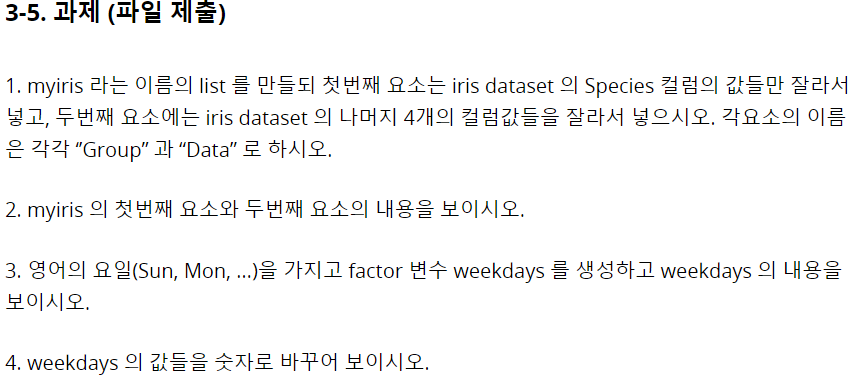 3-5. 과제 (파일 제출)
1. myiris 라는 이름의 list 를 만들되 첫번째 요소는 iris dataset 의 Species 컬럼의 값들만 잘라서
넣고, 두번째 요소에는 iris dataset 의 나머지 4개의 컬럼값들을 잘라서 넣으시오. 각요소의 이름
은 각각 “Group” 과 “Data” 로 하시오.
2. myiris 의 첫번째 요소와 두번째 요소의 내용을 보이시오.
3. 영어의 요일(Sun, Mon, ...)을 가지고 factor 변수 weekdays 를 생성하고 weekdays 의 내용을
보이시오.
4. weekdays 의 값들을 숫자로 바꾸어 보이시오.